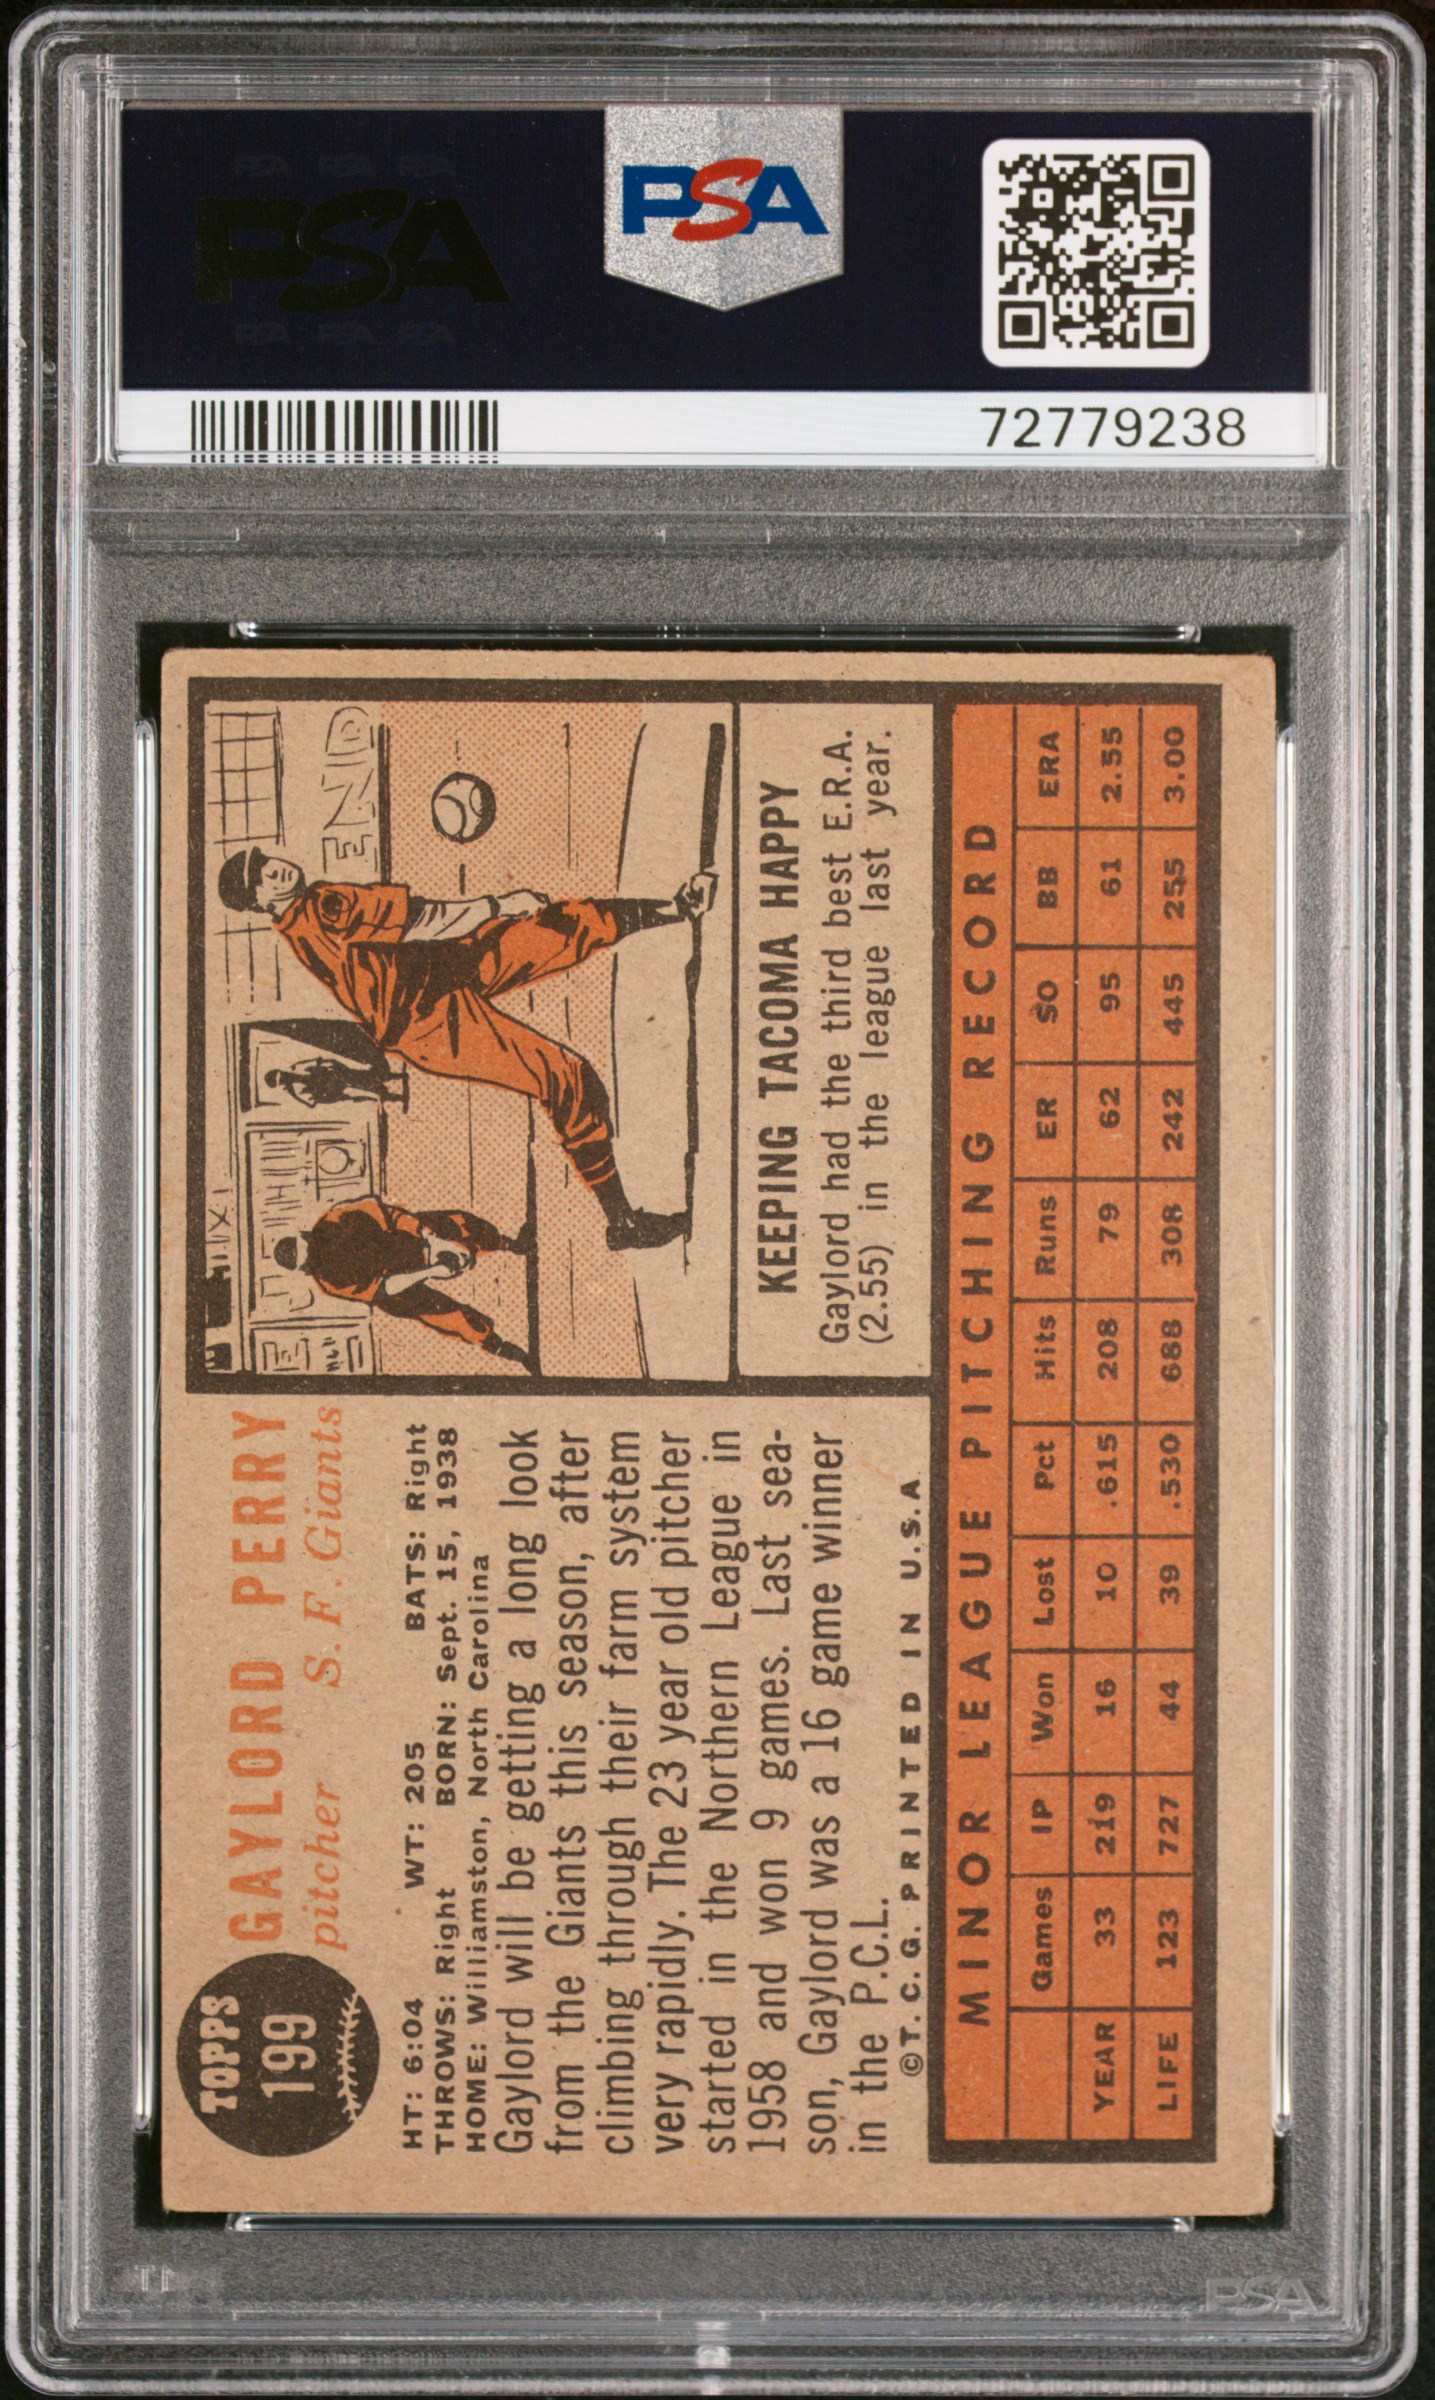 PSA
PSA
72779238
TOPPS
199
GAYLORD PERRY
pitcher S. F. Giants
HT: 6:04 WT: 205 BATS: Right
THROWS: Right BORN: Sept. 15, 1938
HOME: Williamston, North Carolina
Gaylord will be getting a long look
from the Giants this season, after
climbing through their farm system
very rapidly. The 23 year old pitcher
started in the Northern League in
1958 and won 9 games. Last sea-
son, Gaylord was a 16 game winner
in the P.C.L.
©T. C. G. PRINTED IN U.S.A.
KEEPING TACOMA HAPPY
Gaylord had the third best E.R.A.
(2.55) in the league last year.
MINOR LEAGUE PITCHING RECORD
Games IP Won Lost Pct Hits Runs ER SO BB ERA
YEAR 33 219 16 10 .615 208 79 62 95 61 2.55
LIFE 123 727 44 39 .530 688 308 242 445 255 3.00
PSA